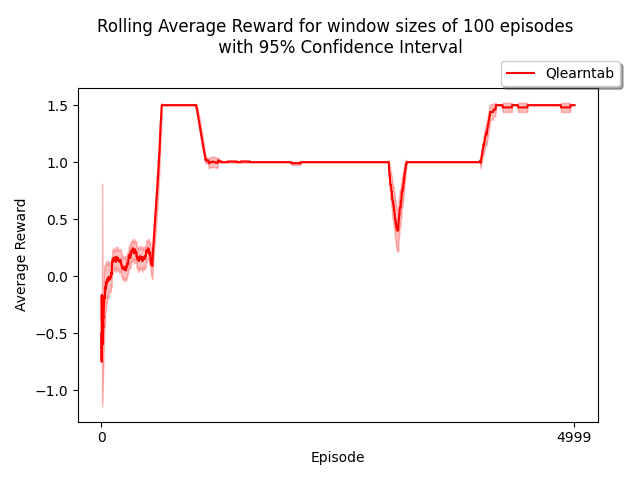 Rolling Average Reward for window sizes of 100 episodes
with 95% Confidence Interval
Qlearntab
1.5
1.0
0.5
0.0
−0.5
−1.0
Average Reward
0
4999
Episode